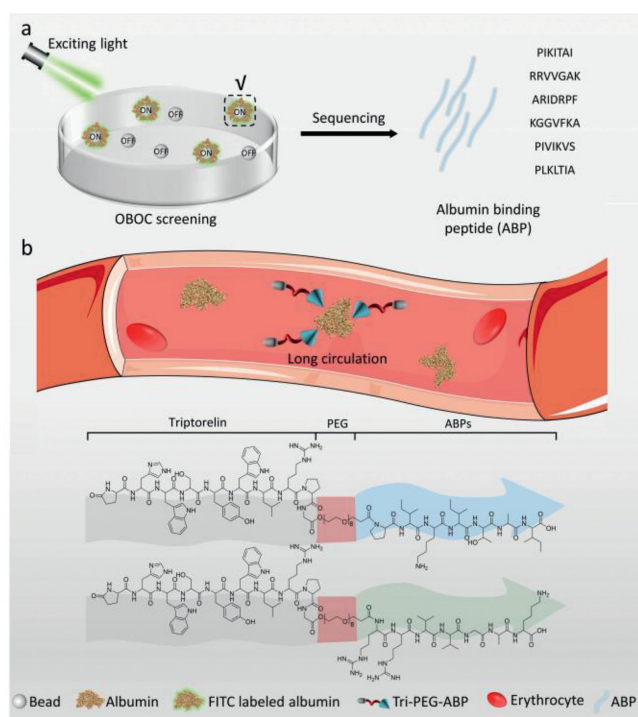 a
Exciting light
√
ON
ON
OFF
ON
OFF
OFF
ON
OFF
OBOC screening
Sequencing
PIKITAI
RRVVGAK
ARIDRPF
KGGVFKA
PIVIKVS
PLKLTIA
Albumin binding
peptide (ABP)
b
Long circulation
Triptorelin
PEG
ABPs
Bead
Albumin
FITC labeled albumin
Tri-PEG-ABP
Erythrocyte
ABP